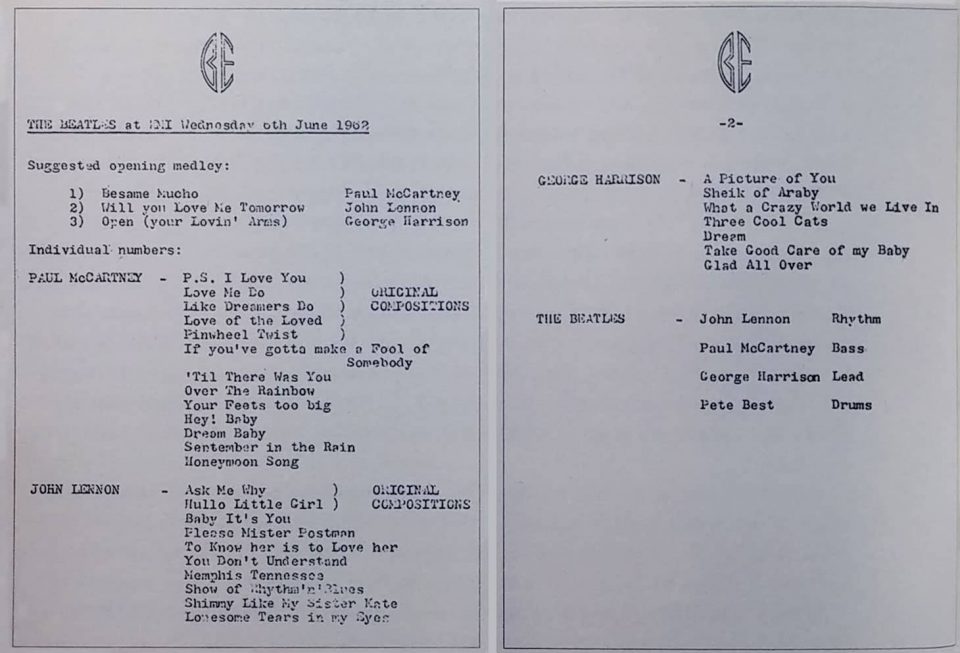 BE
THE BEATLES at EMI Wednesday 6th June 1962
Suggested opening medley:
1) Besame Mucho Paul McCartney
2) Will you Love Me Tomorrow John Lennon
3) Open (your Lovin' Arms) George Harrison
Individual numbers:
PAUL McCARTNEY - P.S. I Love You )
Love Me Do ) ORIGINAL
Like Dreamers Do ) COMPOSITIONS
Love of the Loved )
Pinwheel Twist )
If you've gotta make a Fool of
Somebody
'Til There Was You
Over The Rainbow
Your Feets too big
Hey! Baby
Dream Baby
September in the Rain
Honeymoon Song
JOHN LENNON - Ask Me Why ) ORIGINAL
Hullo Little Girl ) COMPOSITIONS
Baby It's You
Please Mister Postman
To Know her is to Love her
You Don't Understand
Memphis Tennessee
Show of Rhythm'n'Blues
Shimmy Like My Sister Kate
Lonesome Tears in my Eyes
BE
-2-
GEORGE HARRISON - A Picture of You
Sheik of Araby
What a Crazy World we Live In
Three Cool Cats
Dream
Take Good Care of my Baby
Glad All Over
THE BEATLES - John Lennon Rhythm
Paul McCartney Bass
George Harrison Lead
Pete Best Drums